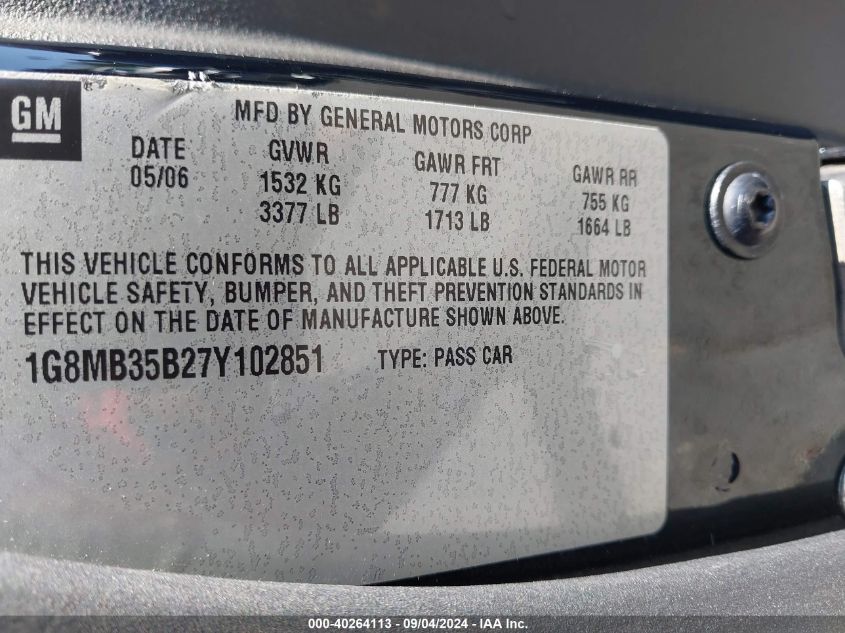 GM
MFD BY GENERAL MOTORS CORP
DATE GVWR GAWR FRT GAWR RR
05/06 1532 KG 777 KG 755 KG
3377 LB 1713 LB 1664 LB
THIS VEHICLE CONFORMS TO ALL APPLICABLE U.S. FEDERAL MOTOR
VEHICLE SAFETY, BUMPER, AND THEFT PREVENTION STANDARDS IN
EFFECT ON THE DATE OF MANUFACTURE SHOWN ABOVE.
1G8MB35B27Y102851 TYPE: PASS CAR
000-40264113 - 09/04/2024 - IAA Inc.